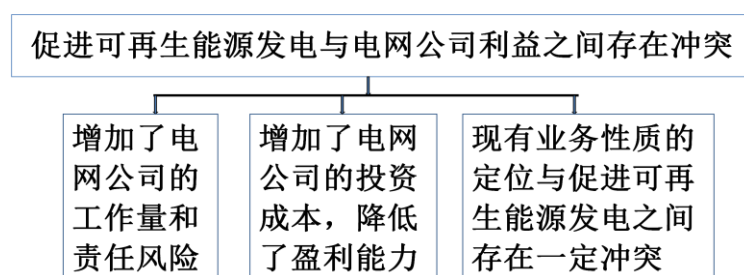 促进可再生能源发电与电网公司利益之间存在冲突
增加了电
网公司的
工作量和
责任风险
增加了电网
公司的投资
成本，降低
了盈利能力
现有业务性质的
定位与促进可再
生能源发电之间
存在一定冲突